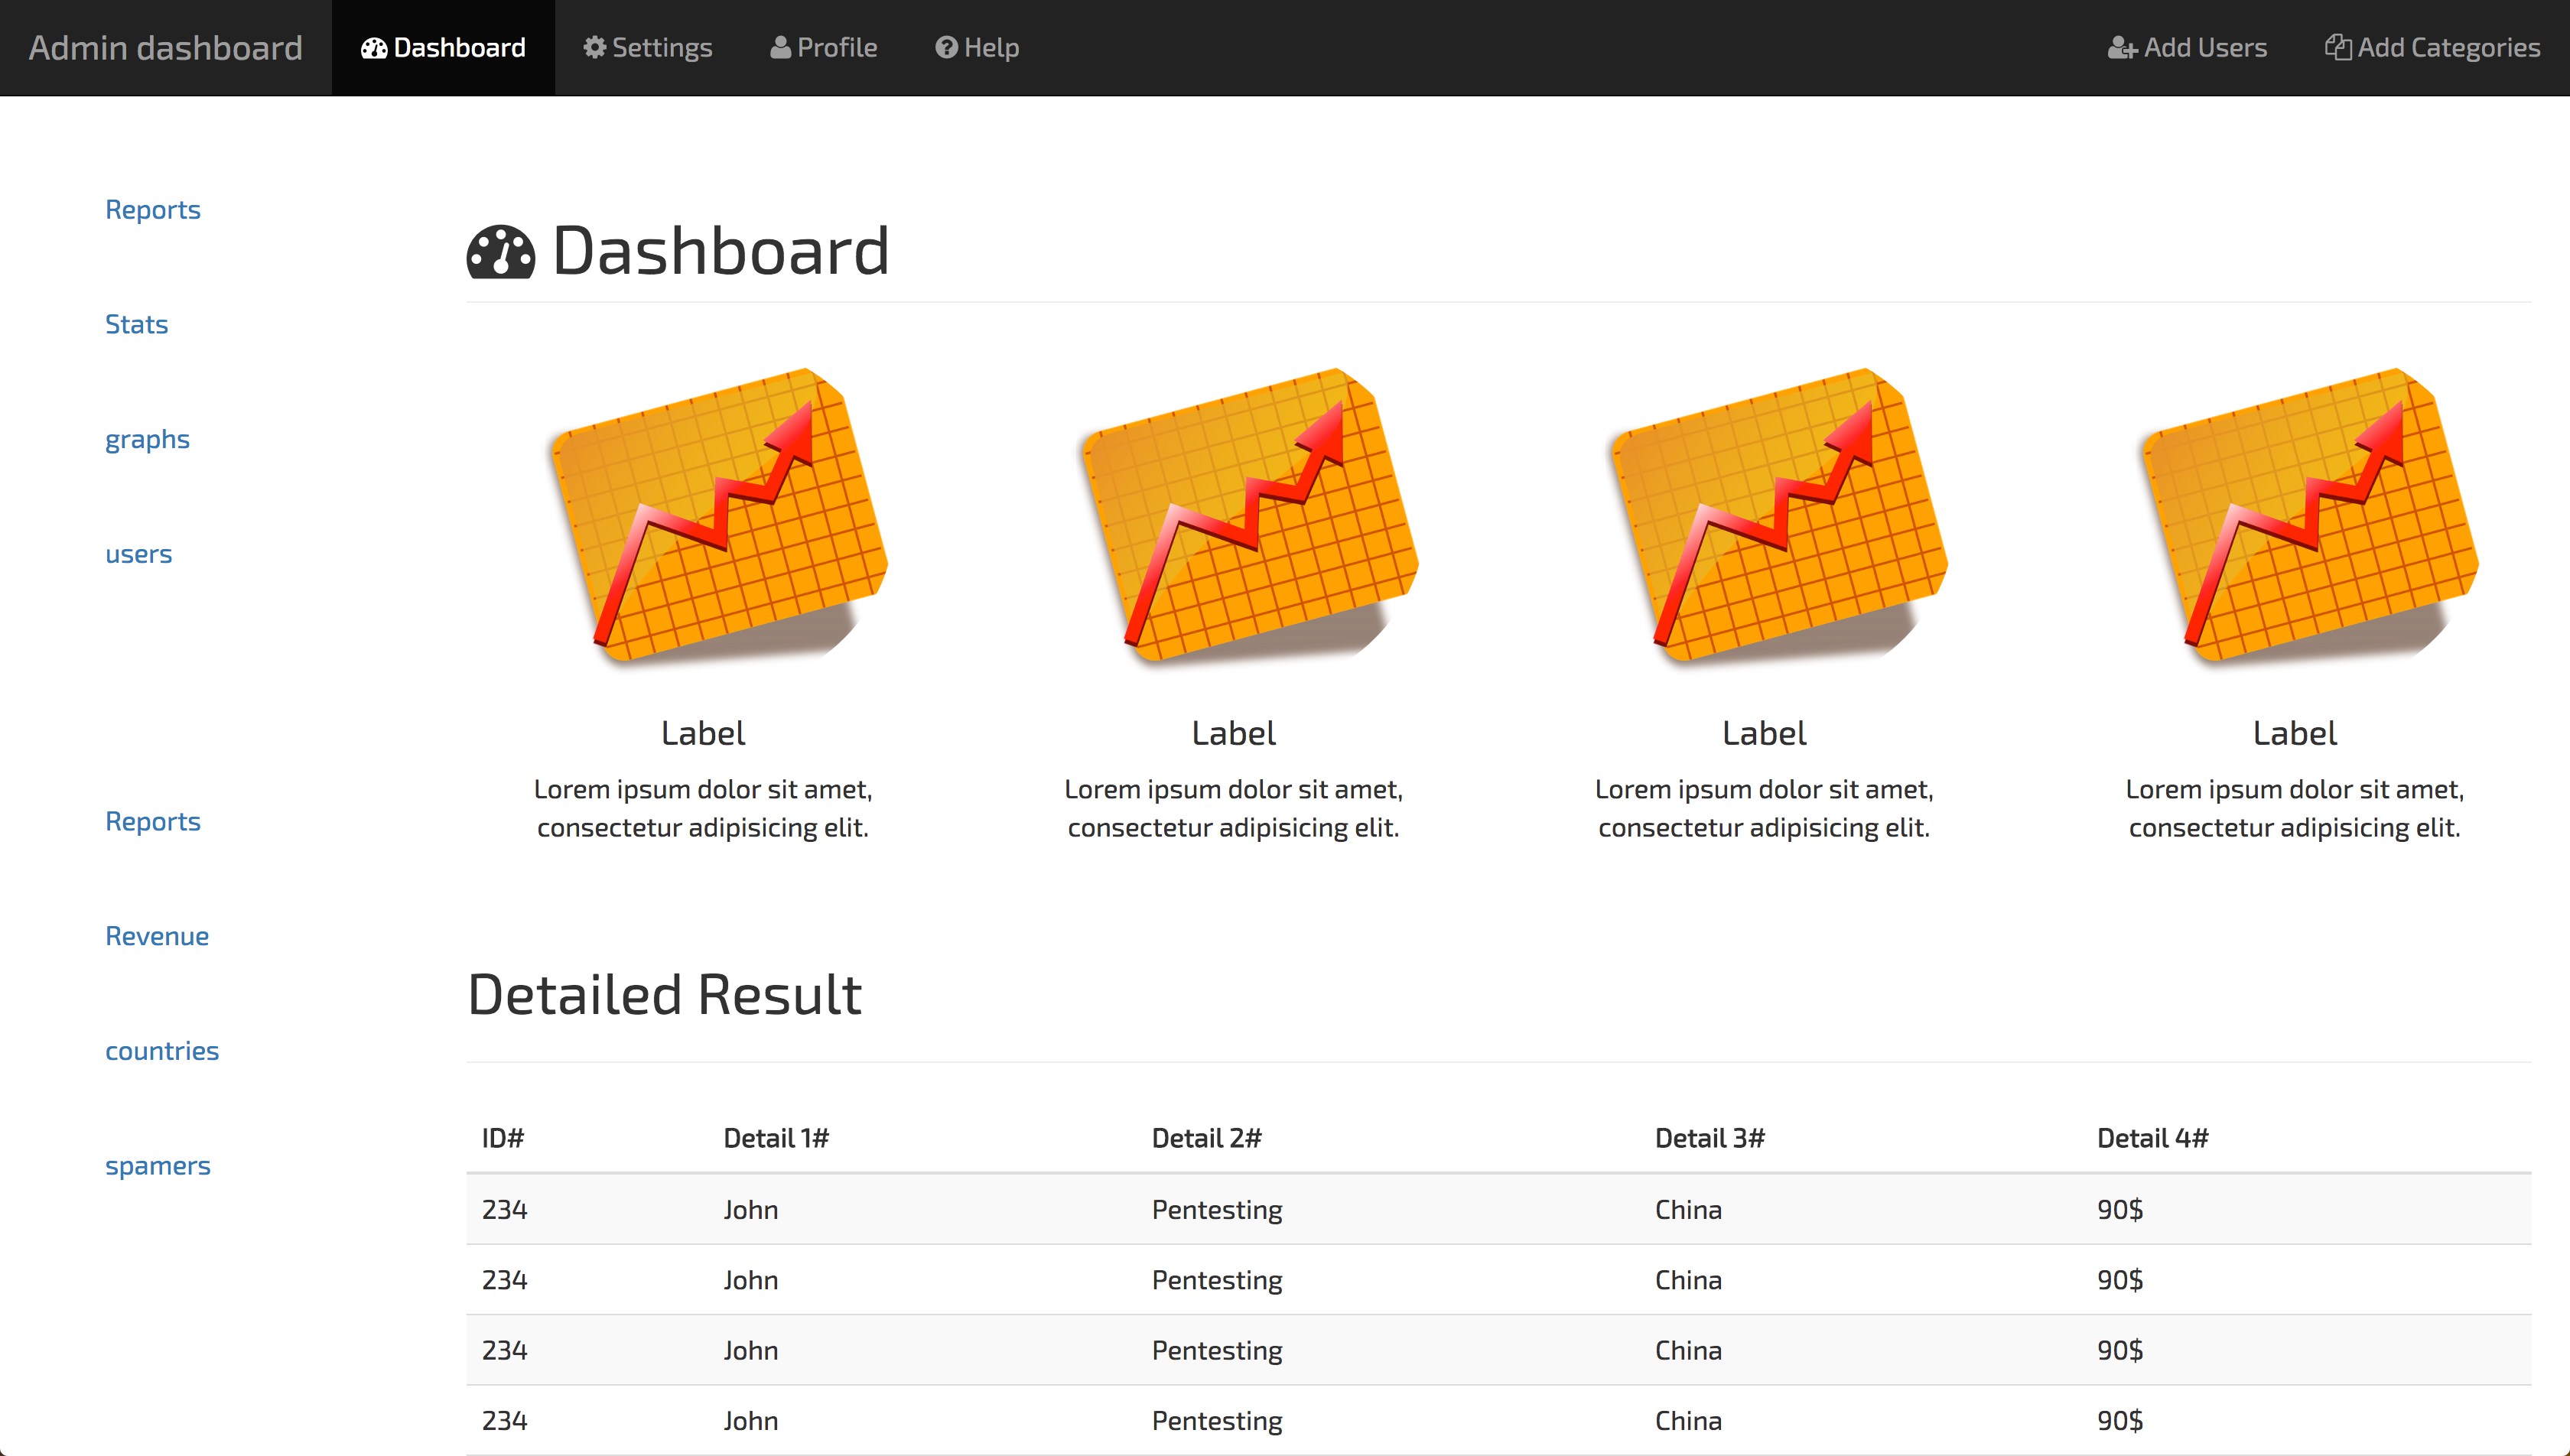 Admin dashboard Dashboard Settings Profile Help Add Users Add Categories
Reports
Stats
graphs
users
Reports
Revenue
countries
spamers
Dashboard
Label
Lorem ipsum dolor sit amet,
consectetur adipisicing elit.
Label
Lorem ipsum dolor sit amet,
consectetur adipisicing elit.
Label
Lorem ipsum dolor sit amet,
consectetur adipisicing elit.
Label
Lorem ipsum dolor sit amet,
consectetur adipisicing elit.
Detailed Result
ID# Detail 1# Detail 2# Detail 3# Detail 4#
234 John Pentesting China 90$
234 John Pentesting China 90$
234 John Pentesting China 90$
234 John Pentesting China 90$